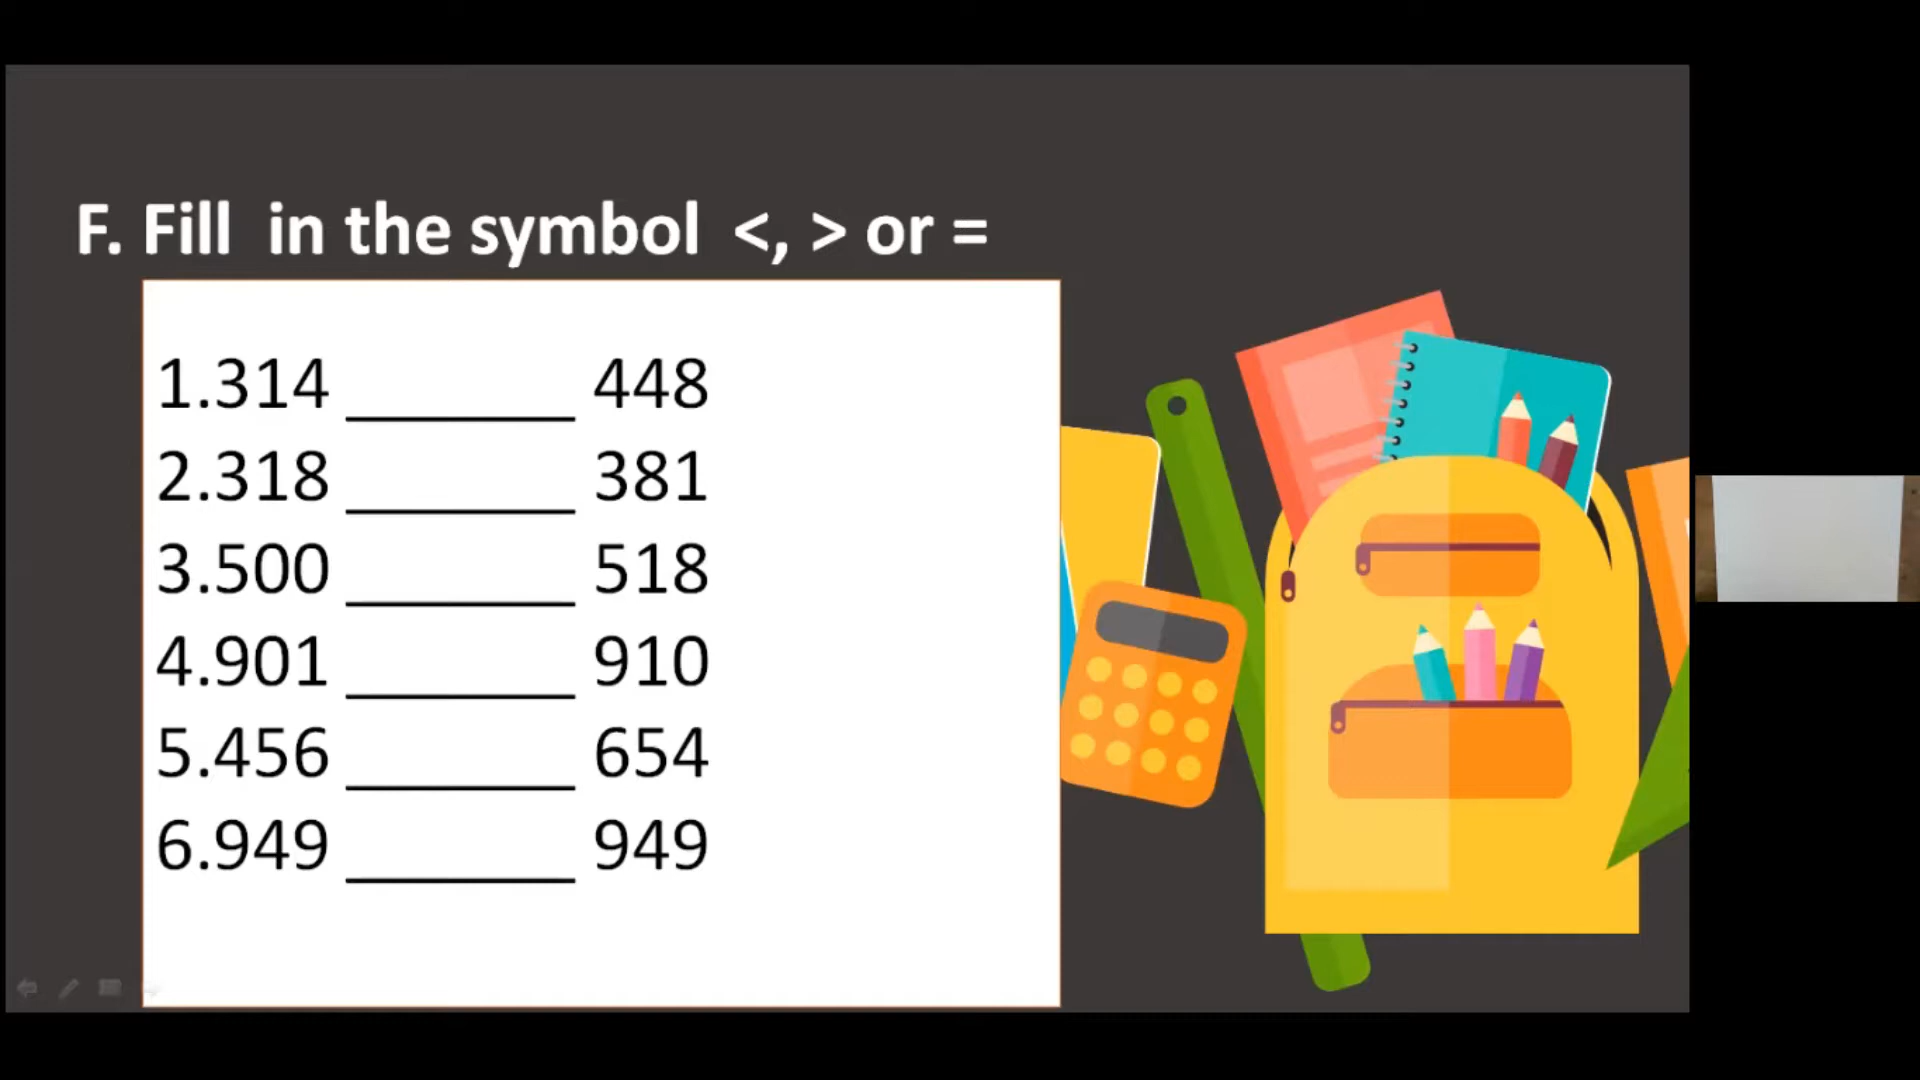 F. Fill  in the symbol  <, > or =
1.314 _______ 448
2.318 _______ 381
3.500 _______ 518
4.901 _______ 910
5.456 _______ 654
6.949 _______ 949